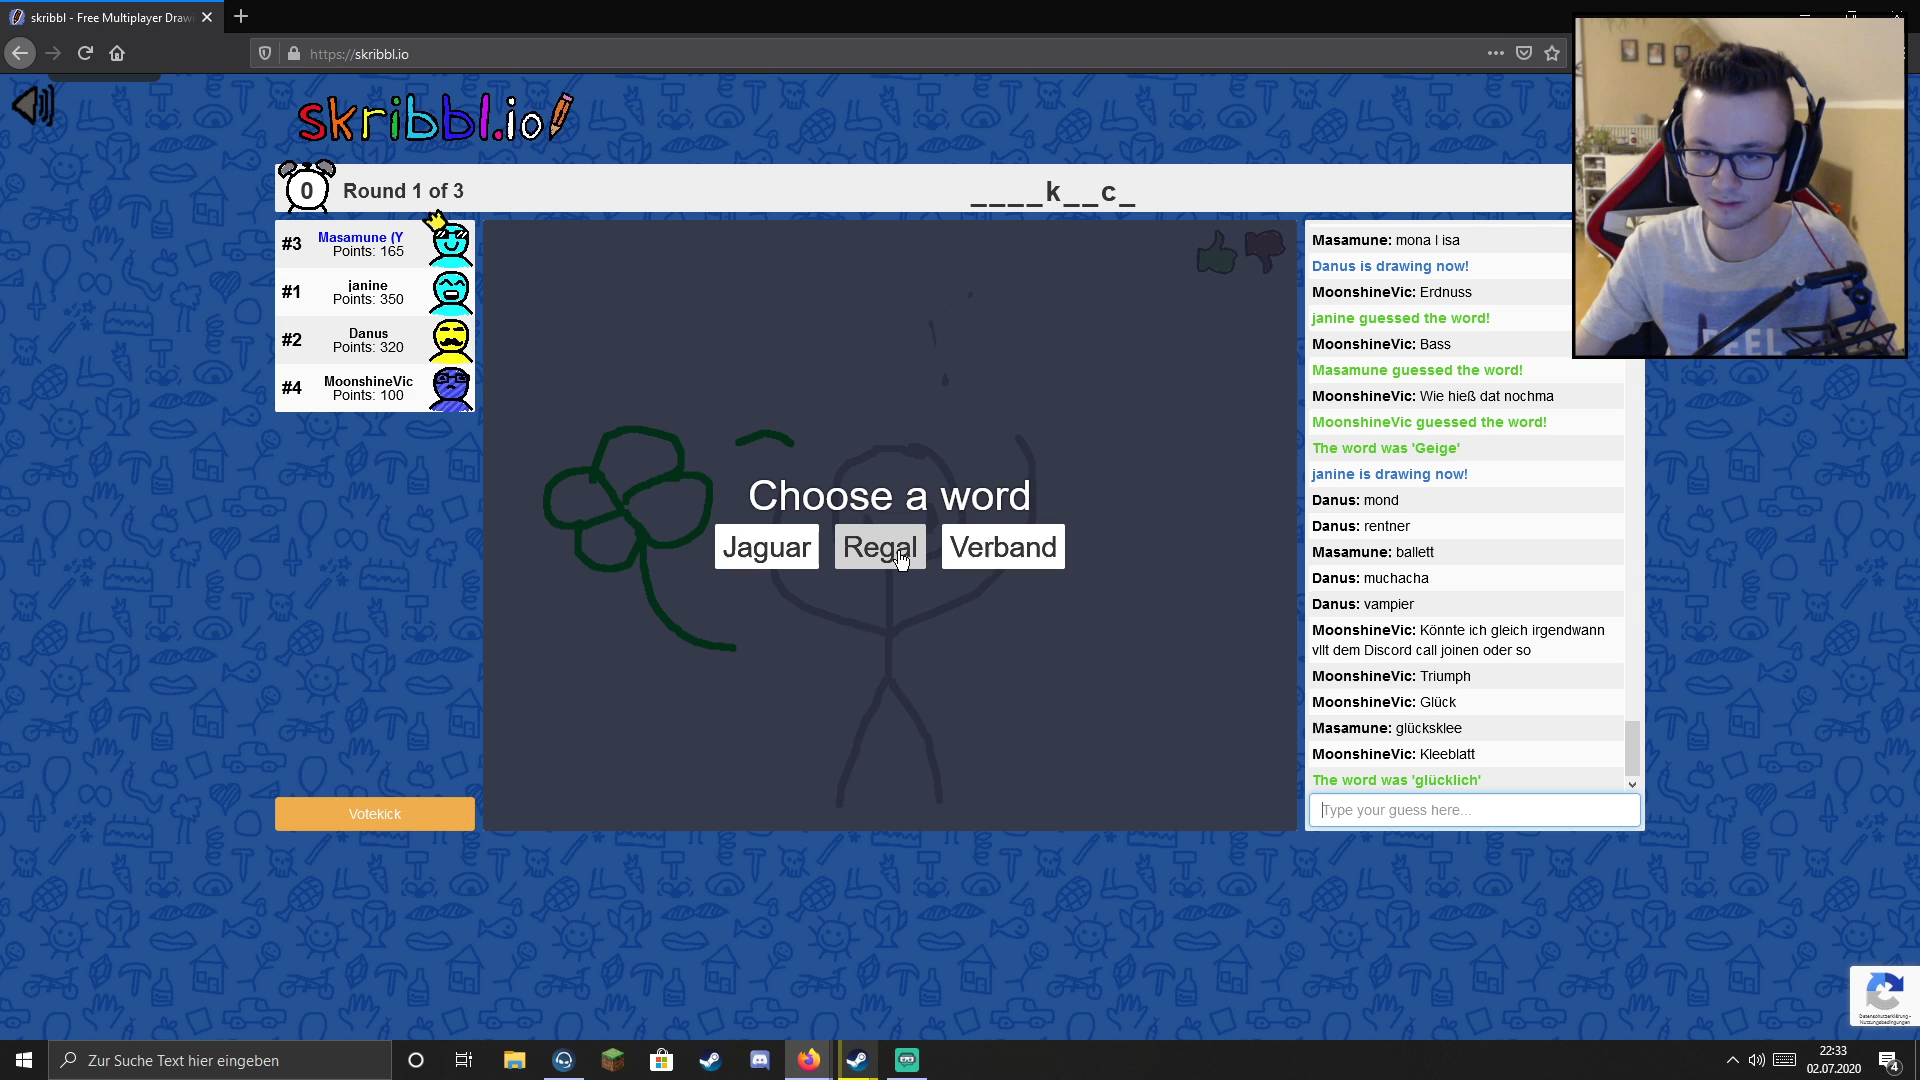 skribbl - Free Multiplayer Draw
https://skribbl.io
skribbl.io
0
Round 1 of 3
____k__c_
#3
Masamune (Y
Points: 165
#1
janine
Points: 350
#2
Danus
Points: 320
#4
MoonshineVic
Points: 100
Votekick
Choose a word
Jaguar
Regal
Verband
Masamune: mona l isa
Danus is drawing now!
MoonshineVic: Erdnuss
janine guessed the word!
MoonshineVic: Bass
Masamune guessed the word!
MoonshineVic: Wie hieß dat nochma
MoonshineVic guessed the word!
The word was 'Geige'
janine is drawing now!
Danus: mond
Danus: rentner
Masamune: ballett
Danus: muchacha
Danus: vampier
MoonshineVic: Könnte ich gleich irgendwann
vllt dem Discord call joinen oder so
MoonshineVic: Triumph
MoonshineVic: Glück
Masamune: glücksklee
MoonshineVic: Kleeblatt
The word was 'glücklich'
Type your guess here...
FEEL
Datenschutzerklärung -
Nutzungsbedingungen
Zur Suche Text hier eingeben
22:33
02.07.2020
4